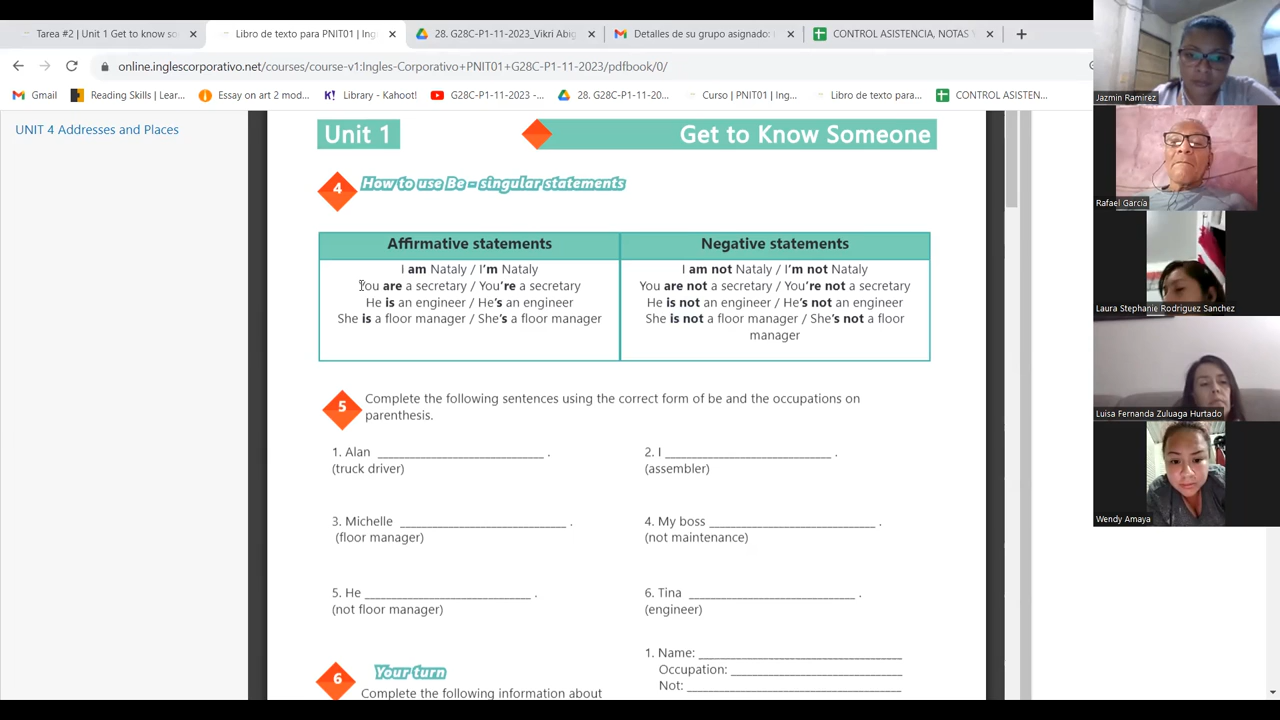 Tarea #2 | Unit 1 Get to know so
Libro de texto para PNIT01 | Ing
28. G28C-P1-11-2023_Vikri Abig
Detalles de su grupo asignado:
CONTROL ASISTENCIA, NOTAS
online.inglescorporativo.net/courses/course-v1:Ingles-Corporativo+PNIT01+G28C-P1-11-2023/pdfbook/0/
Gmail
Reading Skills | Lear...
Essay on art 2 mod...
Library - Kahoot!
G28C-P1-11-2023 -...
28. G28C-P1-11-20...
Curso | PNIT01 | Ing...
Libro de texto para...
CONTROL ASISTEN...
UNIT 4 Addresses and Places
Unit 1
Get to Know Someone
4
How to use Be - singular statements
Affirmative statements
I am Nataly / I'm Nataly
You are a secretary / You're a secretary
He is an engineer / He's an engineer
She is a floor manager / She's a floor manager
Negative statements
I am not Nataly / I'm not Nataly
You are not a secretary / You're not a secretary
He is not an engineer / He's not an engineer
She is not a floor manager / She's not a floor
manager
5
Complete the following sentences using the correct form of be and the occupations on
parenthesis.
1. Alan ______________________ .
(truck driver)
2. I ______________________ .
(assembler)
3. Michelle ______________________ .
(floor manager)
4. My boss ______________________ .
(not maintenance)
5. He ______________________ .
(not floor manager)
6. Tina ______________________ .
(engineer)
6
Your turn
Complete the following information about
1. Name: ___________________________
Occupation: _______________________
Not: _____________________________
Jazmin Ramirez
Rafael García
Laura Stephanie Rodriguez Sanchez
Luisa Fernanda Zuluaga Hurtado
Wendy Amaya